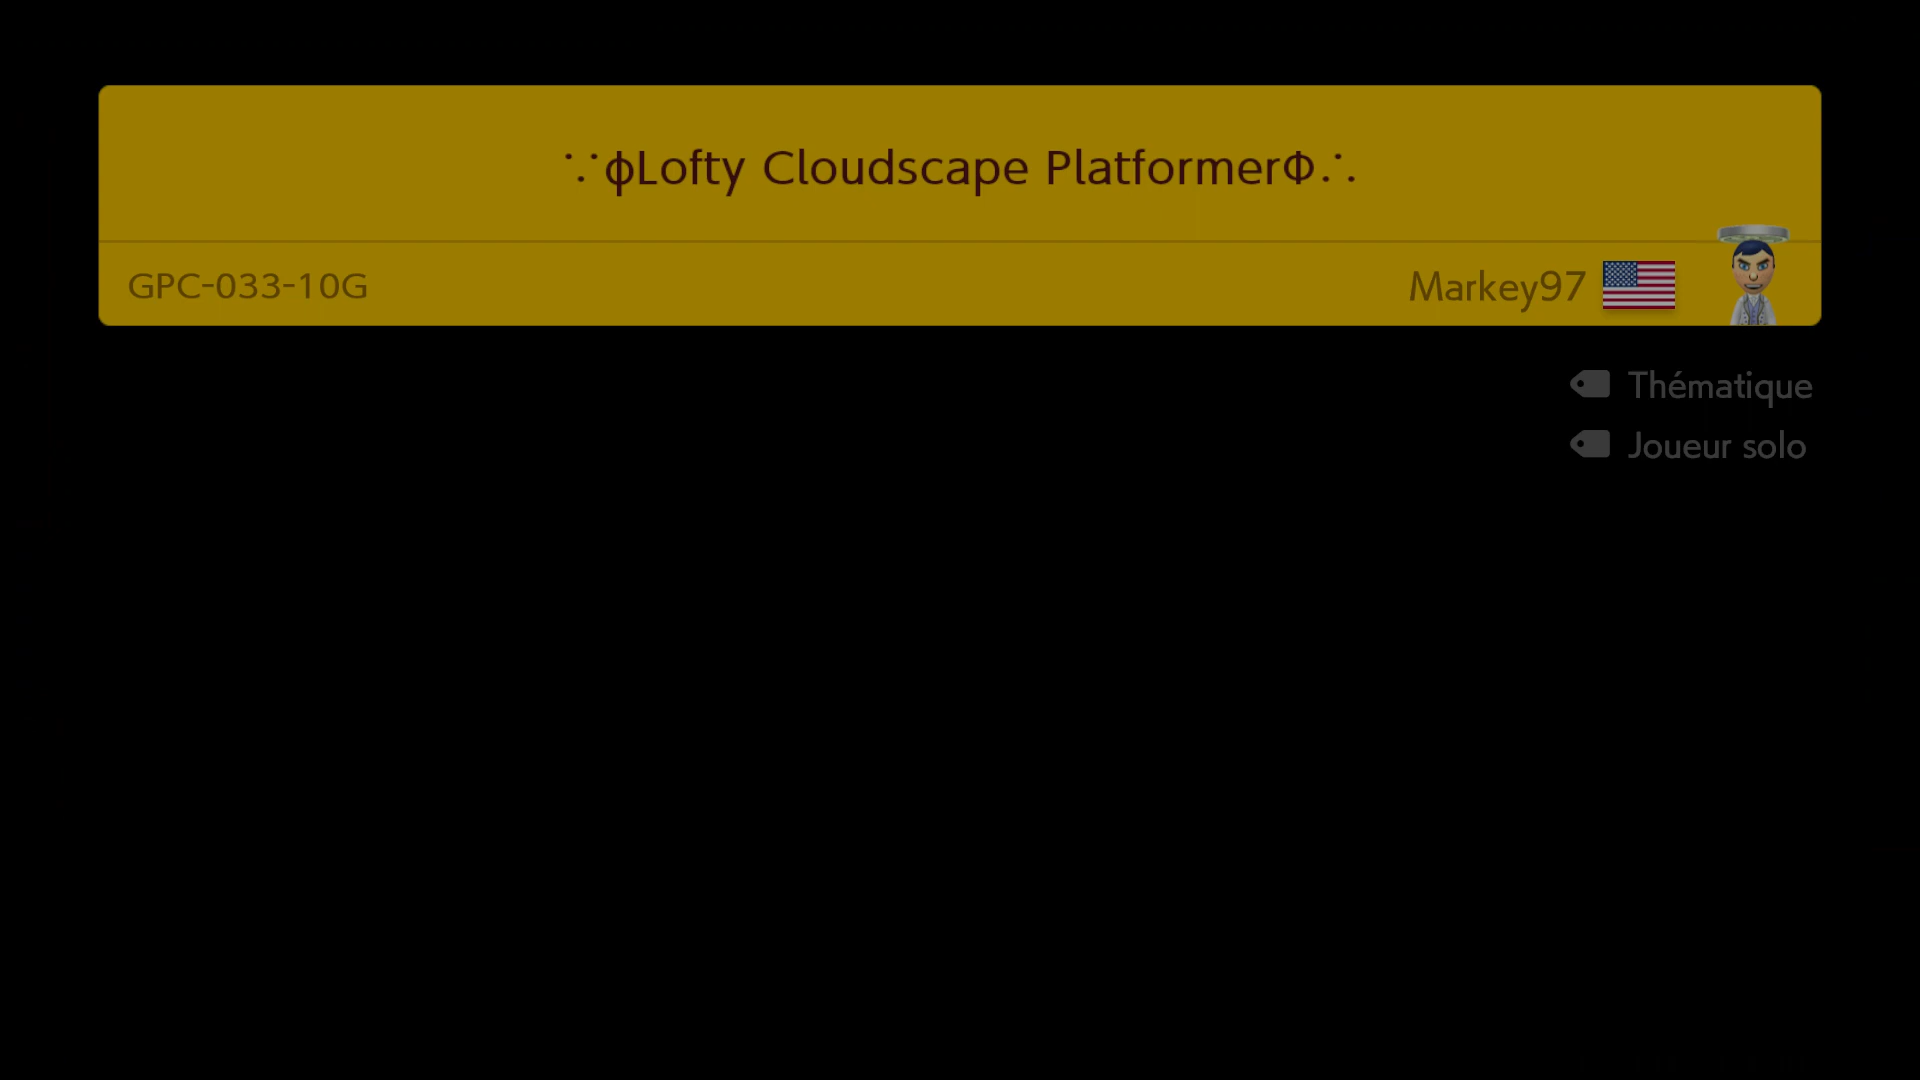 ∵ϕLofty Cloudscape PlatformerΦ∴
GPC-033-10G
Markey97
Thématique
Joueur solo